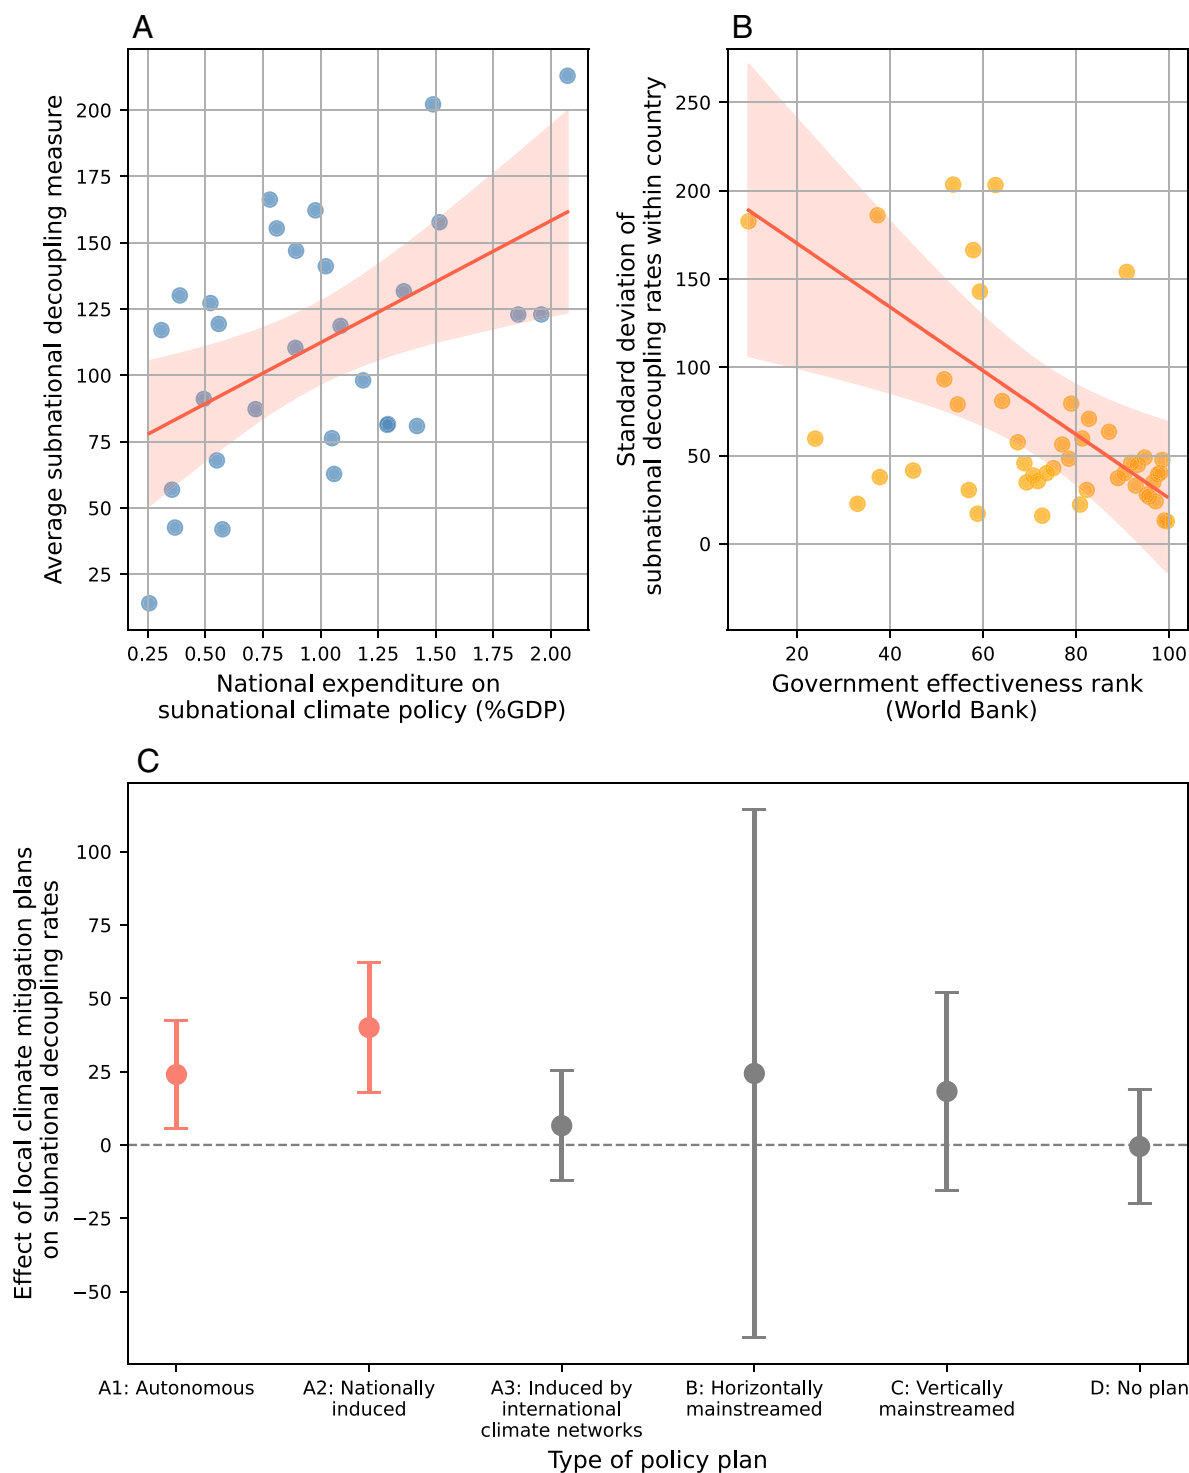 A
Average subnational decoupling measure
200
175
150
125
100
75
50
25
0.25 0.50 0.75 1.00 1.25 1.50 1.75 2.00
National expenditure on
subnational climate policy (%GDP)
B
Standard deviation of
subnational decoupling rates within country
250
200
150
100
50
0
20 40 60 80 100
Government effectiveness rank
(World Bank)
C
Effect of local climate mitigation plans
on subnational decoupling rates
100
75
50
25
0
−25
−50
A1: Autonomous
A2: Nationally
induced
A3: Induced by
international
climate networks
B: Horizontally
mainstreamed
C: Vertically
mainstreamed
D: No plan
Type of policy plan